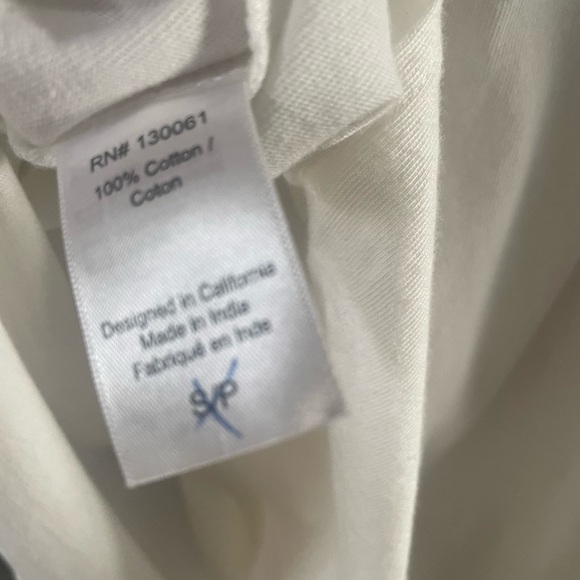 RN# 130061
100% Cotton /
Coton
Designed in California
Made in India
Fabriqué en Inde
S/P